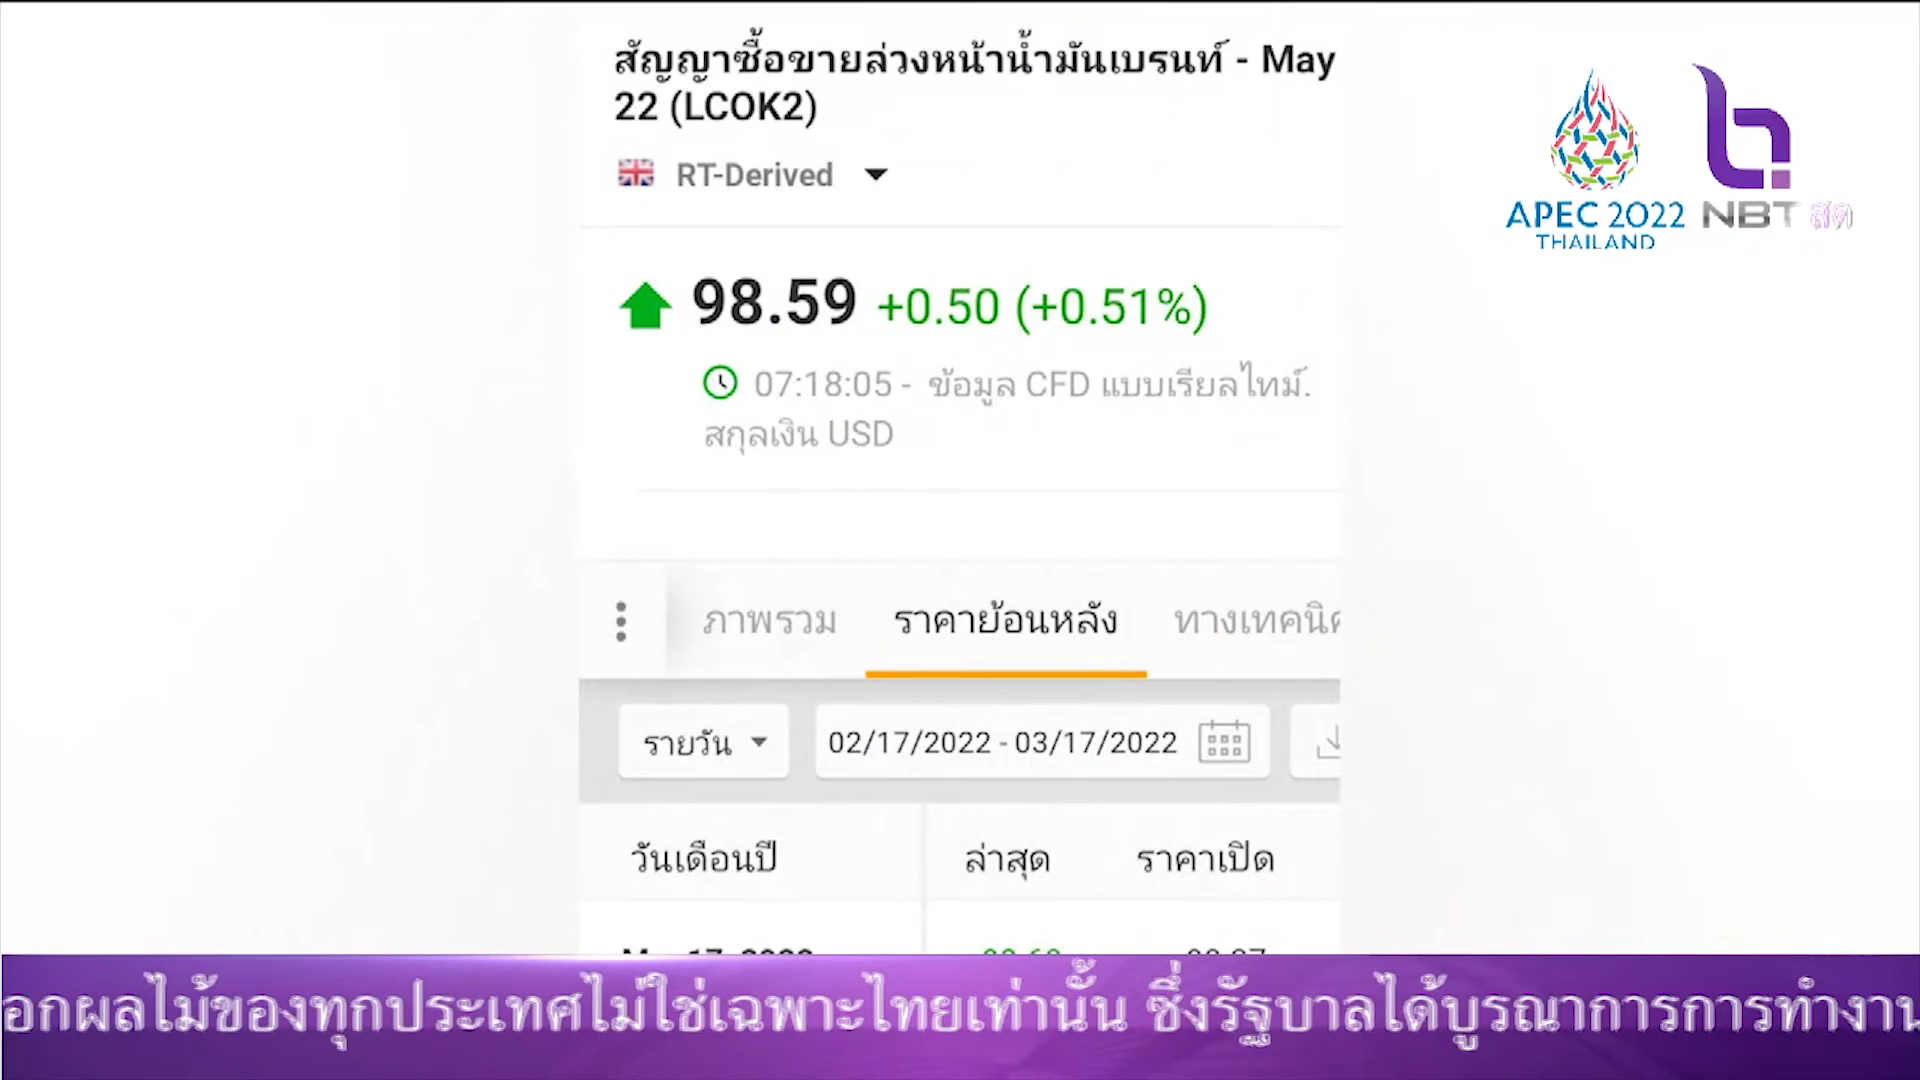 สัญญาซื้อขายล่วงหน้าน้ำมันเบรนท์ - May
22 (LCOK2)
RT-Derived
APEC 2022
THAILAND
NBT สด
98.59 +0.50 (+0.51%)
07:18:05 - ข้อมูล CFD แบบเรียลไทม์.
สกุลเงิน USD
ภาพรวม ราคาย้อนหลัง ทางเทคนิค
รายวัน 02/17/2022 - 03/17/2022
วันเดือนปี ล่าสุด ราคาเปิด
อกผลไม้ของทุกประเทศไม่ใช่เฉพาะไทยเท่านั้น ซึ่งรัฐบาลได้บูรณาการการทำงาน